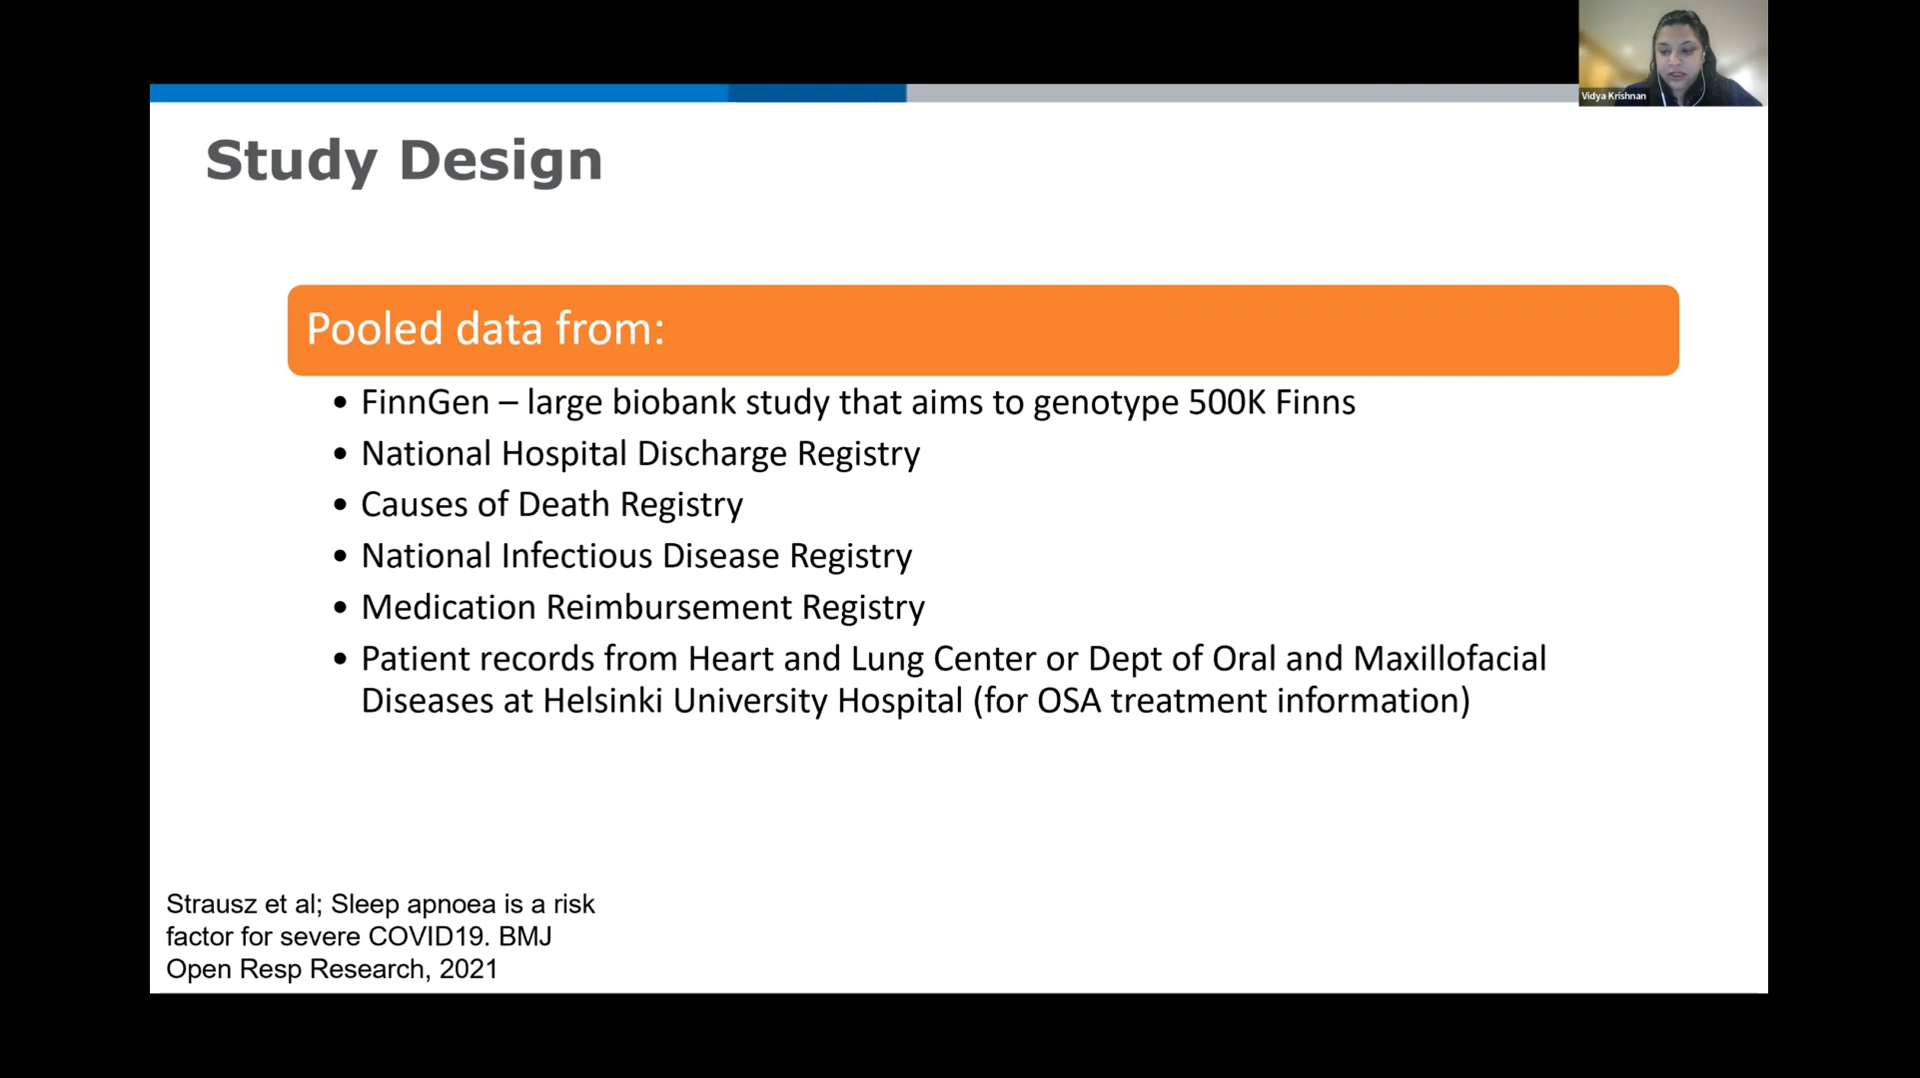 Vidya Krishnan
Study Design
Pooled data from:
• FinnGen – large biobank study that aims to genotype 500K Finns
• National Hospital Discharge Registry
• Causes of Death Registry
• National Infectious Disease Registry
• Medication Reimbursement Registry
• Patient records from Heart and Lung Center or Dept of Oral and Maxillofacial
Diseases at Helsinki University Hospital (for OSA treatment information)
Strausz et al; Sleep apnoea is a risk
factor for severe COVID19. BMJ
Open Resp Research, 2021